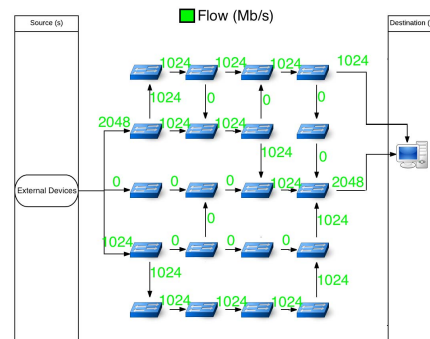 Flow (Mb/s)
Source (s)
Destination (
1024 1024 1024 1024
1024 0 0 0
2048 1024 1024
1024 0
0 0 0 1024 2048
External Devices
0 1024
1024 0 0 0
1024 1024
1024 1024 1024